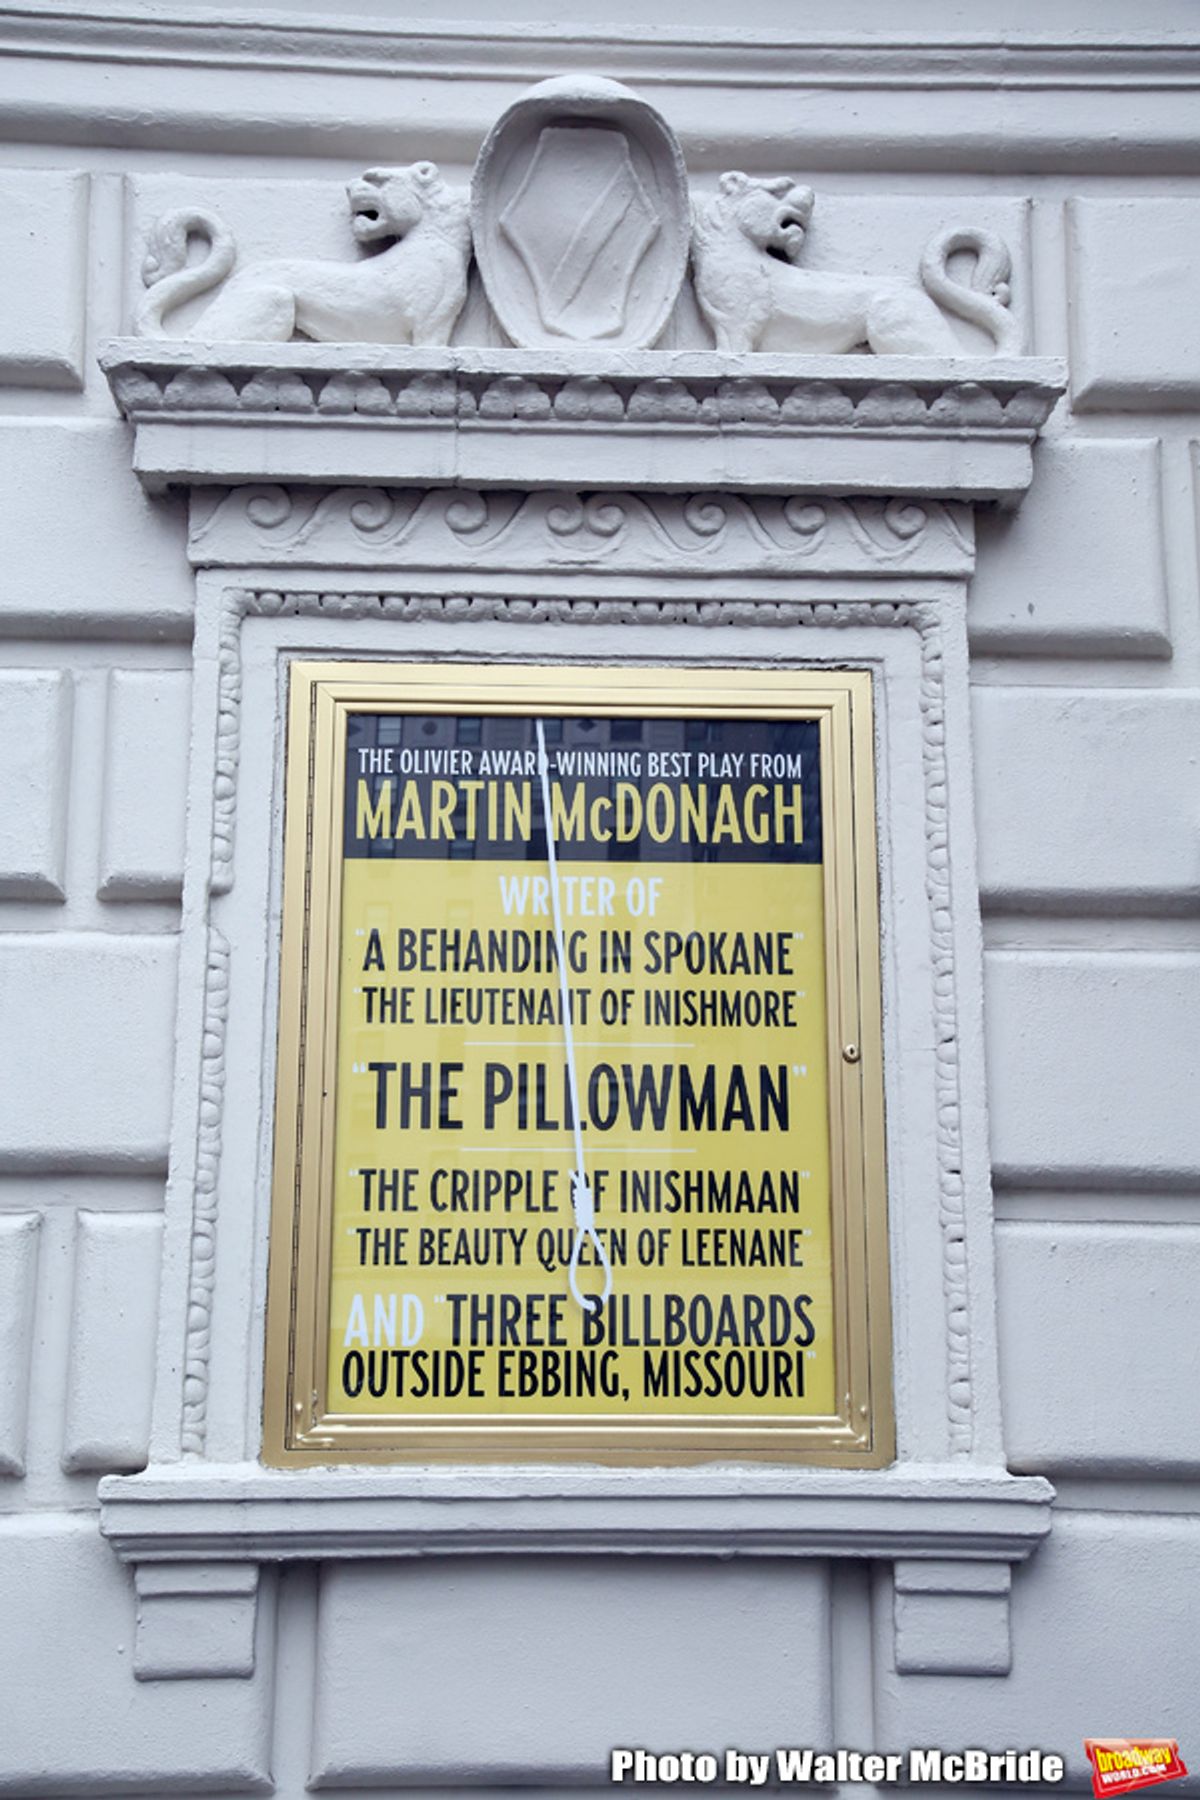 THE OLIVIER AWARD-WINNING BEST PLAY FROM
MARTIN McDONAGH
WRITER OF
"A BEHANDING IN SPOKANE"
"THE LIEUTENANT OF INISHMORE"
"THE PILLOWMAN"
"THE CRIPPLE OF INISHMAAN"
"THE BEAUTY QUEEN OF LEENANE"
AND "THREE BILLBOARDS
OUTSIDE EBBING, MISSOURI"
Photo by Walter McBride
broadway
WORLD.COM